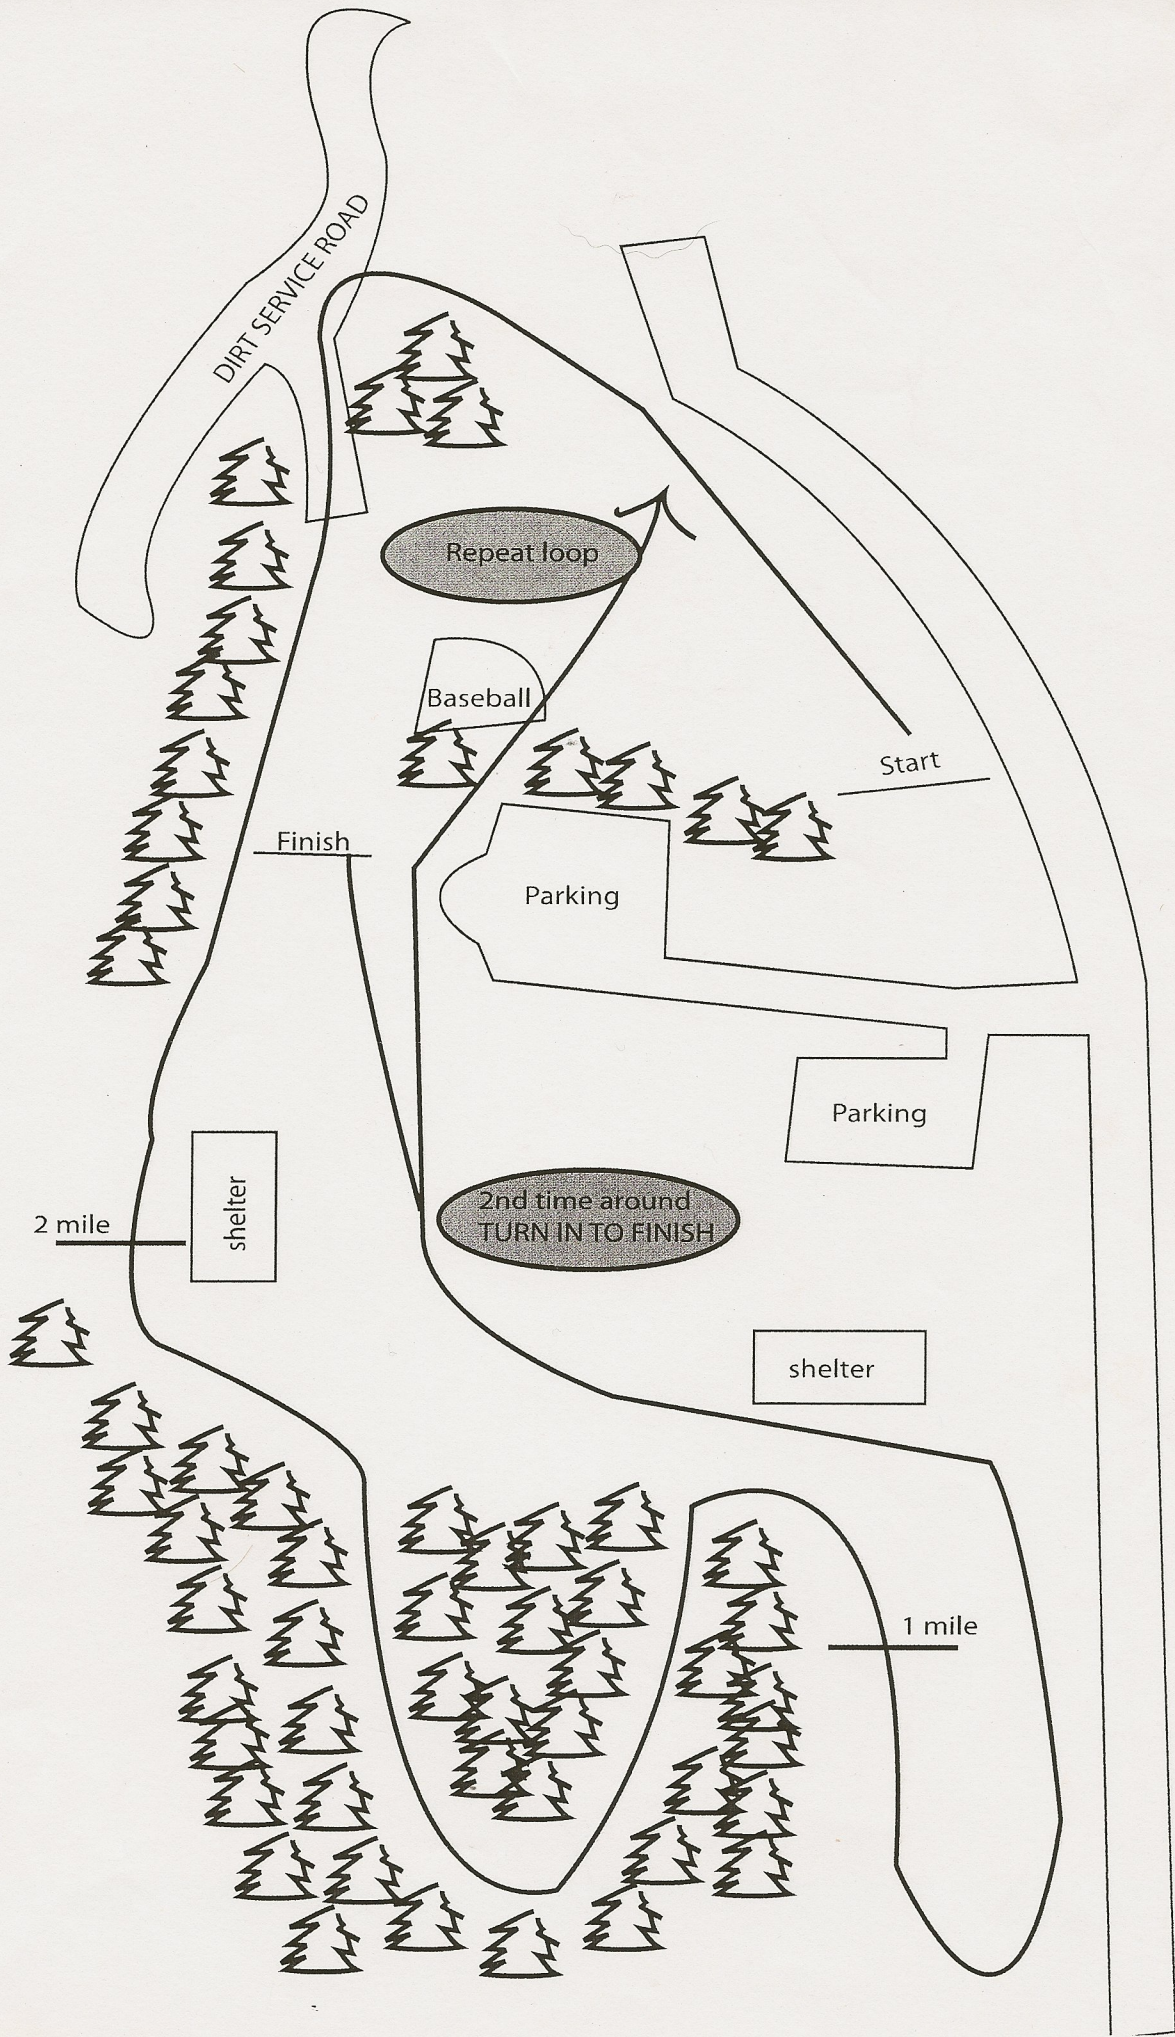 DIRT SERVICE ROAD
Repeat loop
Baseball
Start
Finish
Parking
Parking
shelter
2 mile
2nd time around
TURN IN TO FINISH
shelter
1 mile